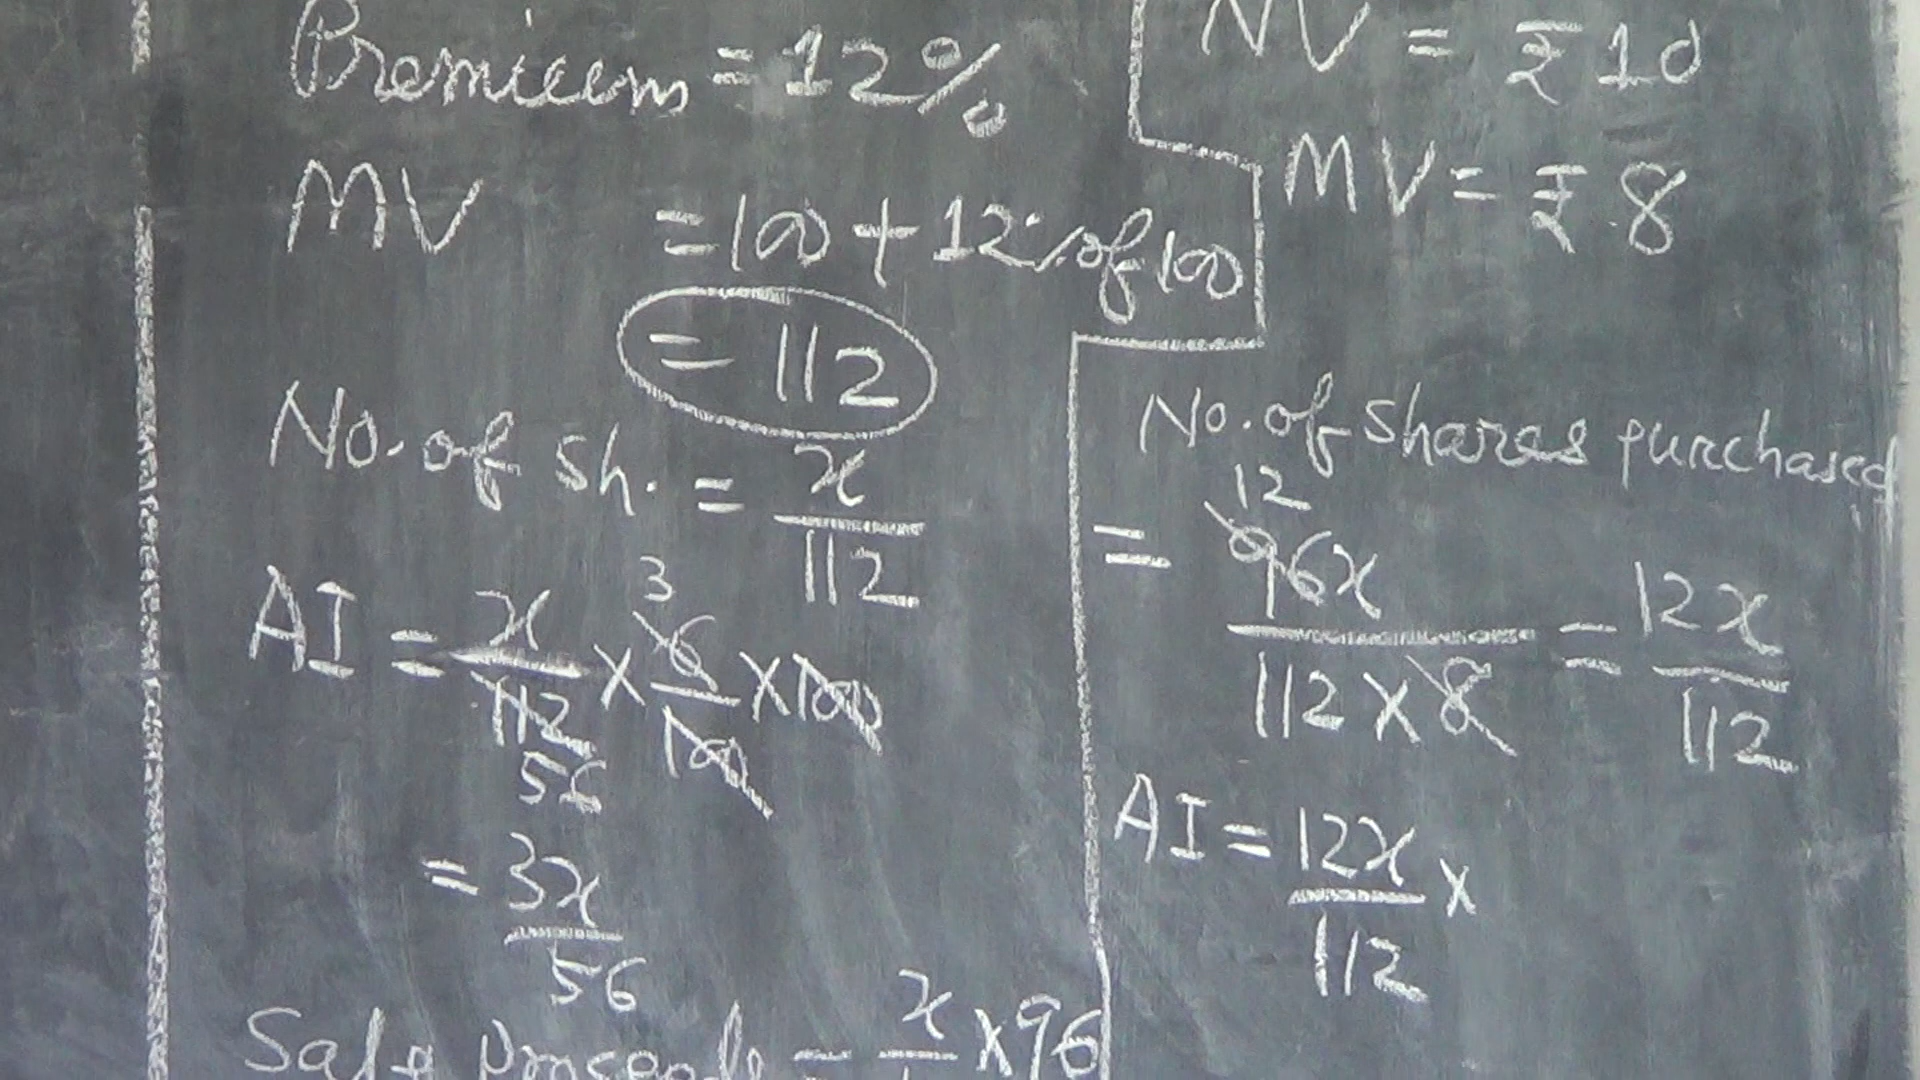 Premium = 12%
MV = 100 + 12% of 100
= 112
No. of sh. = x/112
AI = x/112 × 6/100 × 100
3
56
= 3x/56
Sale proceeds = x/ × 96
NV = ₹10
MV = ₹8
No. of shares purchased
12
= 96x/112 × 8 = 12x/112
AI = 12x/112 ×